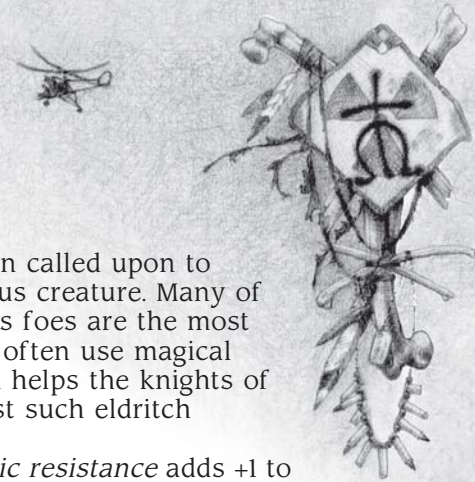 n called upon to
us creature. Many of
s foes are the most
often use magical
helps the knights of
st such eldritch
ic resistance adds +1 to